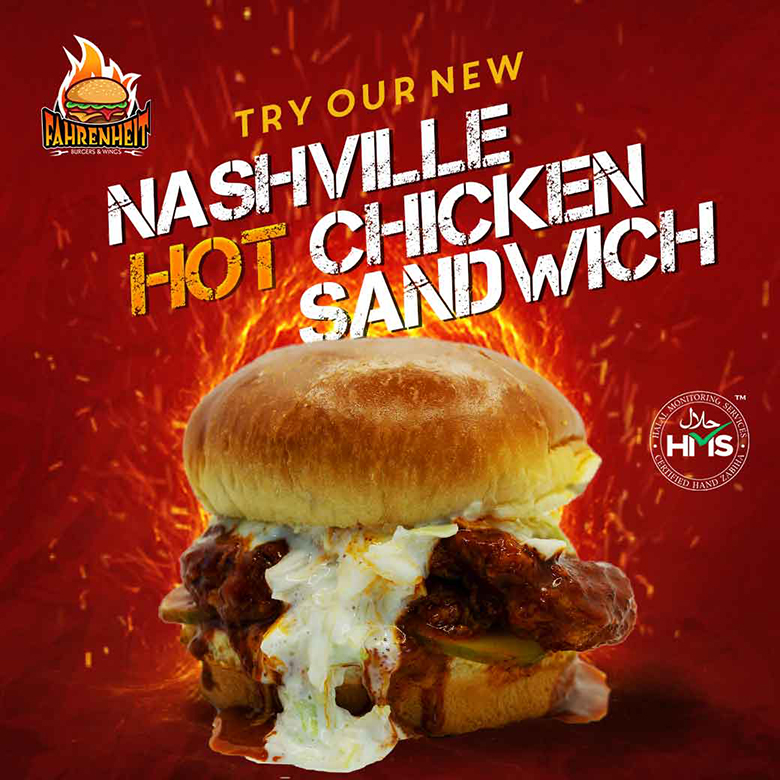 FAHRENHEIT
BURGERS & WINGS
TRY OUR NEW
NASHVILLE
HOT CHICKEN
SANDWICH
TM
HALAL MONITORING SERVICES
حلال
HMS
CERTIFIED HAND ZABIHA